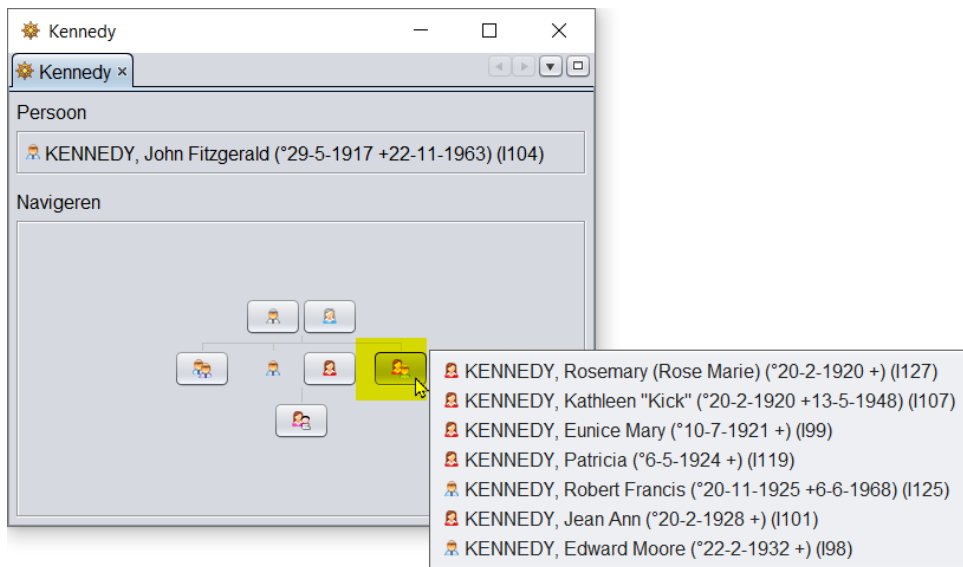 Kennedy
Kennedy ×
Persoon
KENNEDY, John Fitzgerald (°29-5-1917 +22-11-1963) (I104)
Navigeren
KENNEDY, Rosemary (Rose Marie) (°20-2-1920 +) (I127)
KENNEDY, Kathleen "Kick" (°20-2-1920 +13-5-1948) (I107)
KENNEDY, Eunice Mary (°10-7-1921 +) (I99)
KENNEDY, Patricia (°6-5-1924 +) (I119)
KENNEDY, Robert Francis (°20-11-1925 +6-6-1968) (I125)
KENNEDY, Jean Ann (°20-2-1928 +) (I101)
KENNEDY, Edward Moore (°22-2-1932 +) (I98)